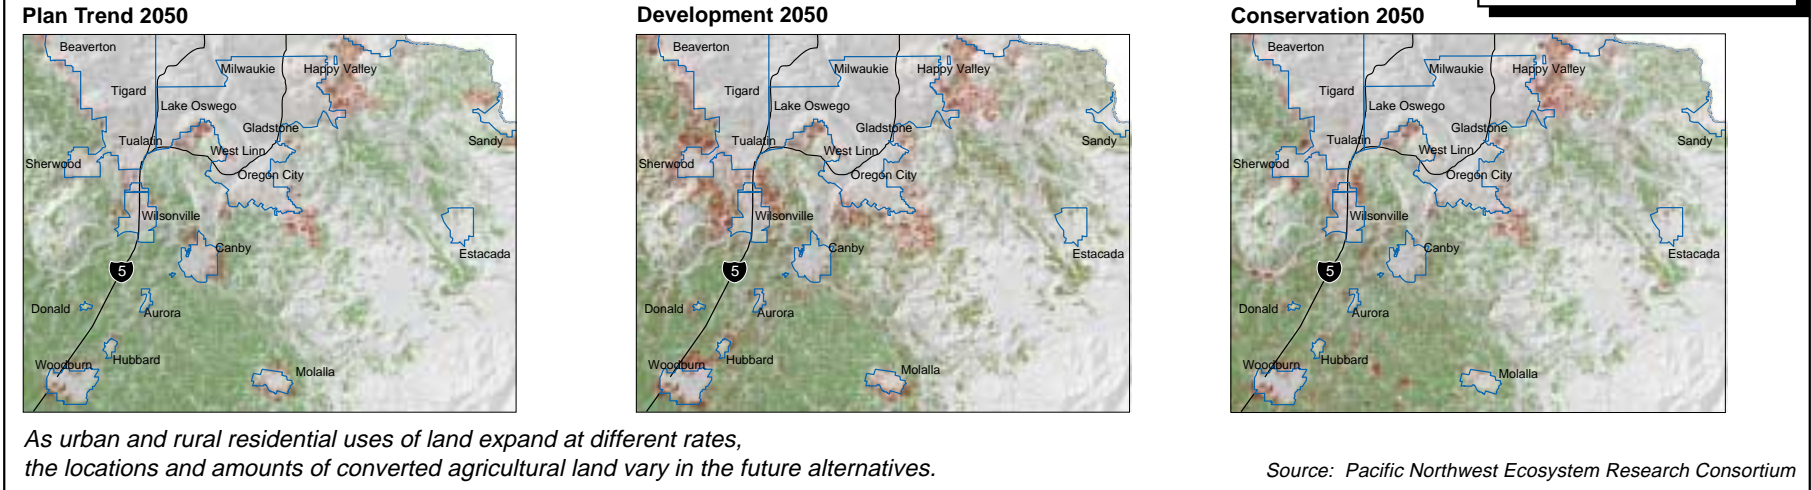 Plan Trend 2050
Beaverton
Milwaukie
Happy Valley
Tigard
Lake Oswego
Gladstone
Tualatin
Sandy
West Linn
Sherwood
Oregon City
Wilsonville
Canby
Estacada
5
Donald
Aurora
Hubbard
Woodburn
Molalla
Development 2050
Beaverton
Milwaukie
Happy Valley
Tigard
Lake Oswego
Gladstone
Tualatin
Sandy
West Linn
Sherwood
Oregon City
Wilsonville
Canby
Estacada
5
Donald
Aurora
Hubbard
Woodburn
Molalla
Conservation 2050
Beaverton
Milwaukie
Happy Valley
Tigard
Lake Oswego
Gladstone
Tualatin
Sandy
West Linn
Sherwood
Oregon City
Wilsonville
Canby
Estacada
5
Donald
Aurora
Hubbard
Woodburn
Molalla
As urban and rural residential uses of land expand at different rates,
the locations and amounts of converted agricultural land vary in the future alternatives.
Source: Pacific Northwest Ecosystem Research Consortium